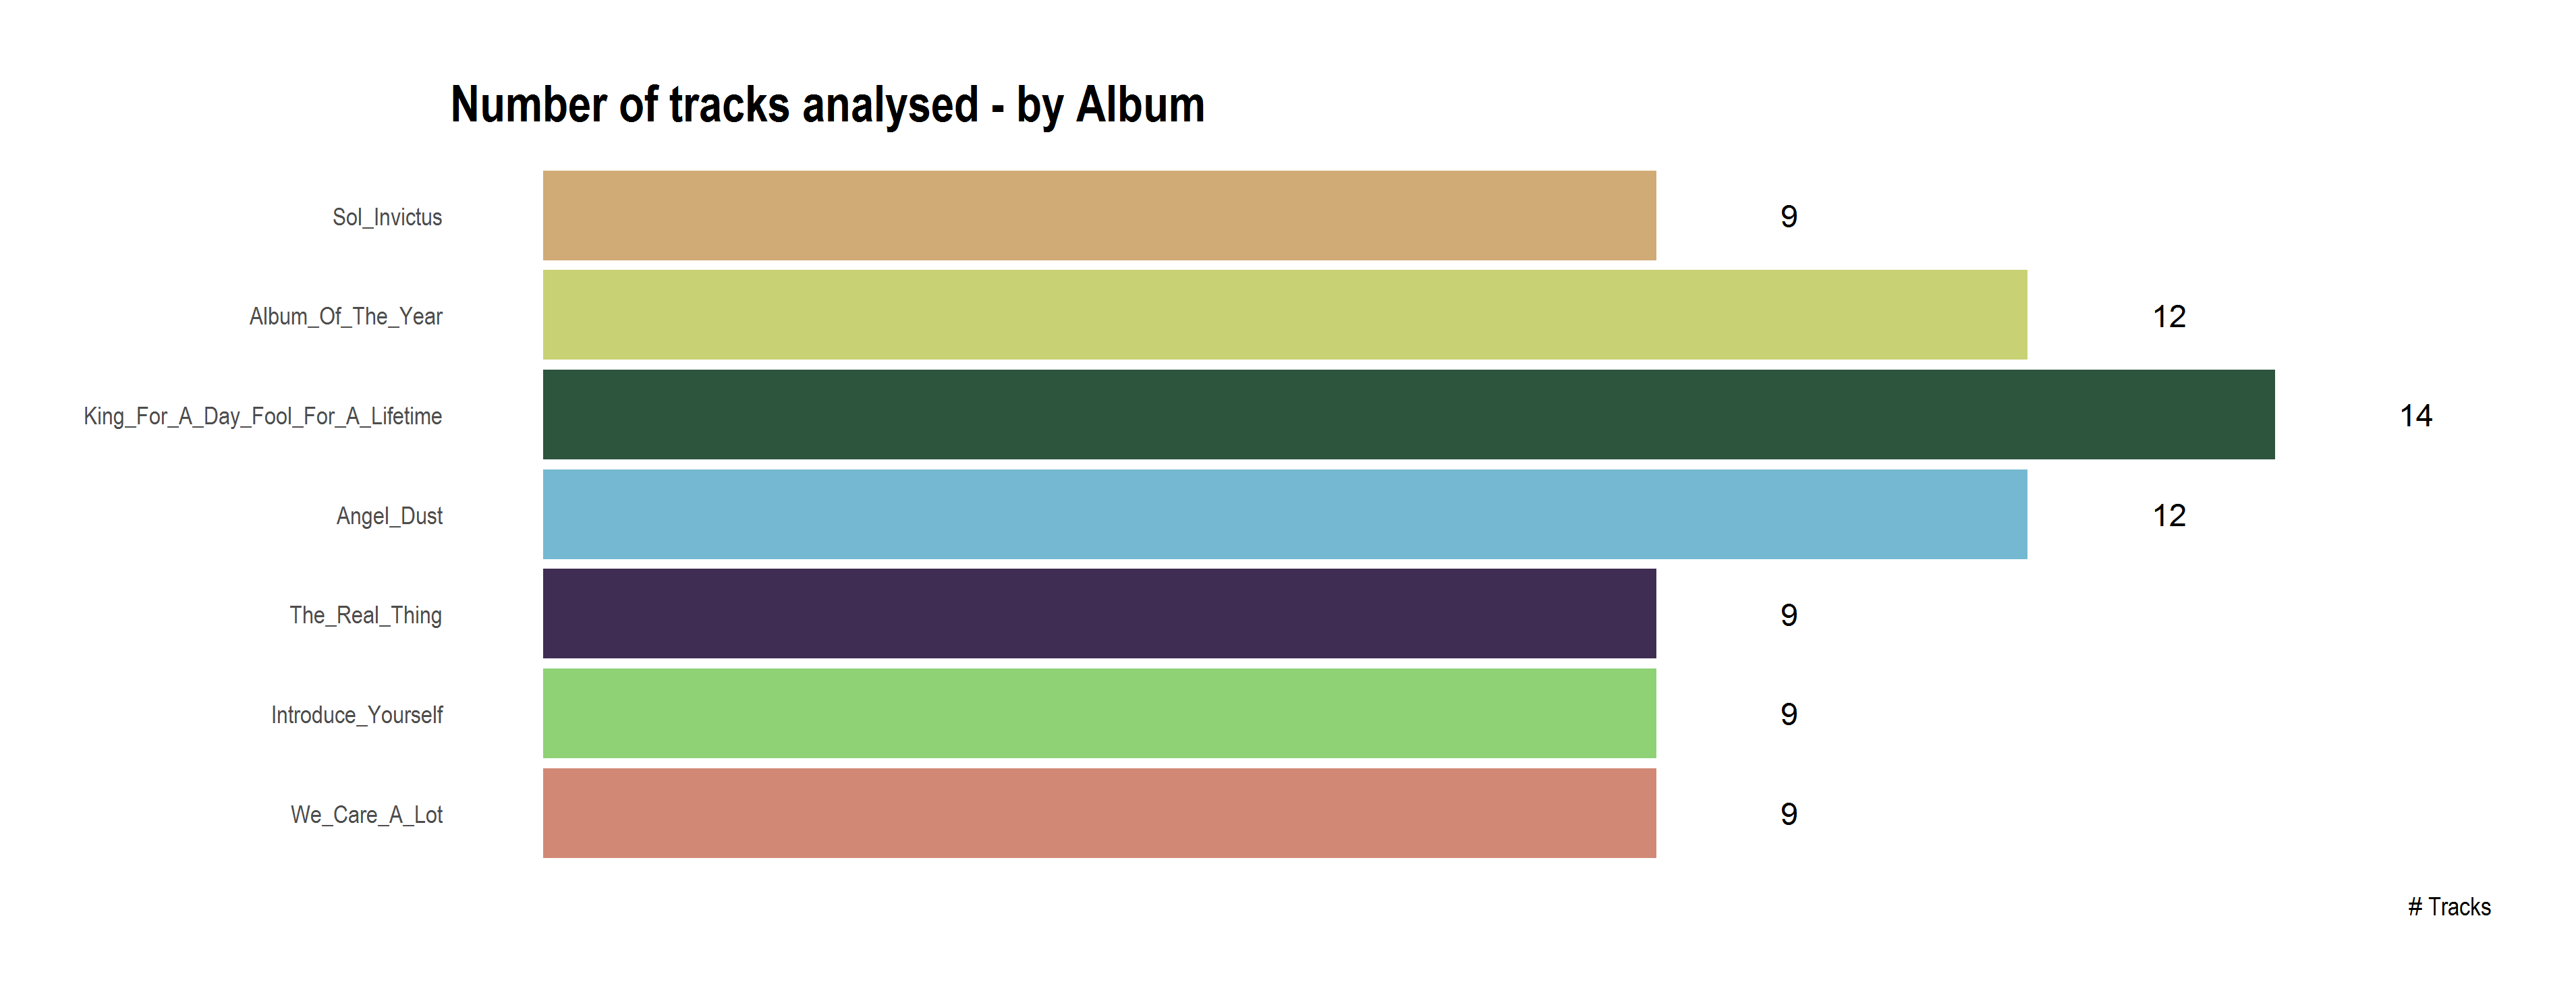 Number of tracks analysed - by Album
Sol_Invictus 9
Album_Of_The_Year 12
King_For_A_Day_Fool_For_A_Lifetime 14
Angel_Dust 12
The_Real_Thing 9
Introduce_Yourself 9
We_Care_A_Lot 9
# Tracks